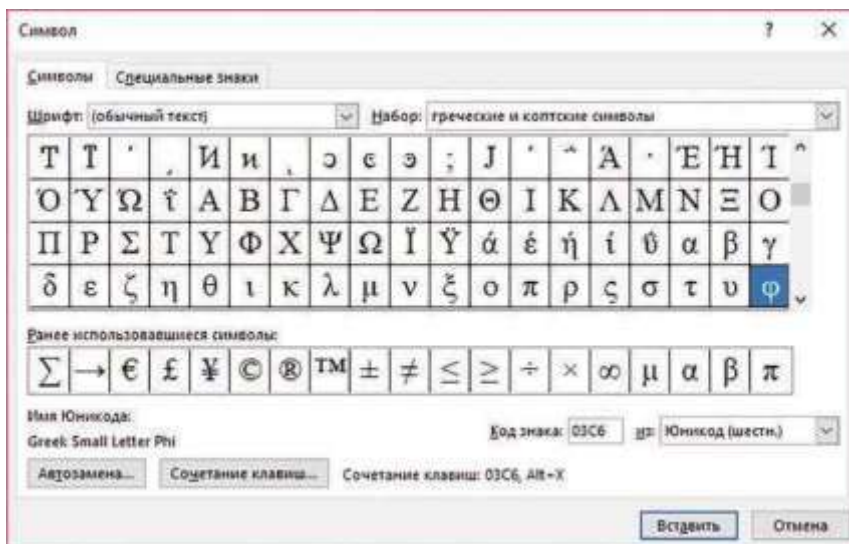 Символ ? ×
Символы Специальные знаки
Шрифт: (обычный текст) Набор: греческие и коптские символы
Ͳ ͳ ʹ ͵ Ͷ ͷ ͺ ͻ ͼ ͽ ; Ϳ ΄ ΅ Ά · Έ Ή Ί
Ό Ύ Ώ ΐ Α Β Γ Δ Ε Ζ Η Θ Ι Κ Λ Μ Ν Ξ Ο
Π Ρ Σ Τ Υ Φ Χ Ψ Ω Ϊ Ϋ ά έ ή ί ΰ α β γ
δ ε ζ η θ ι κ λ μ ν ξ ο π ρ ς σ τ υ φ
Ранее использовавшиеся символы:
∑ → € £ ¥ © ® ™ ± ≠ ≤ ≥ ÷ × ∞ µ α β π
Имя Юникода:
Greek Small Letter Phi
Код знака: 03C6 из: Юникод (шестн.)
Автозамена... Сочетание клавиш... Сочетание клавиш: 03C6, Alt+X
Вставить Отмена